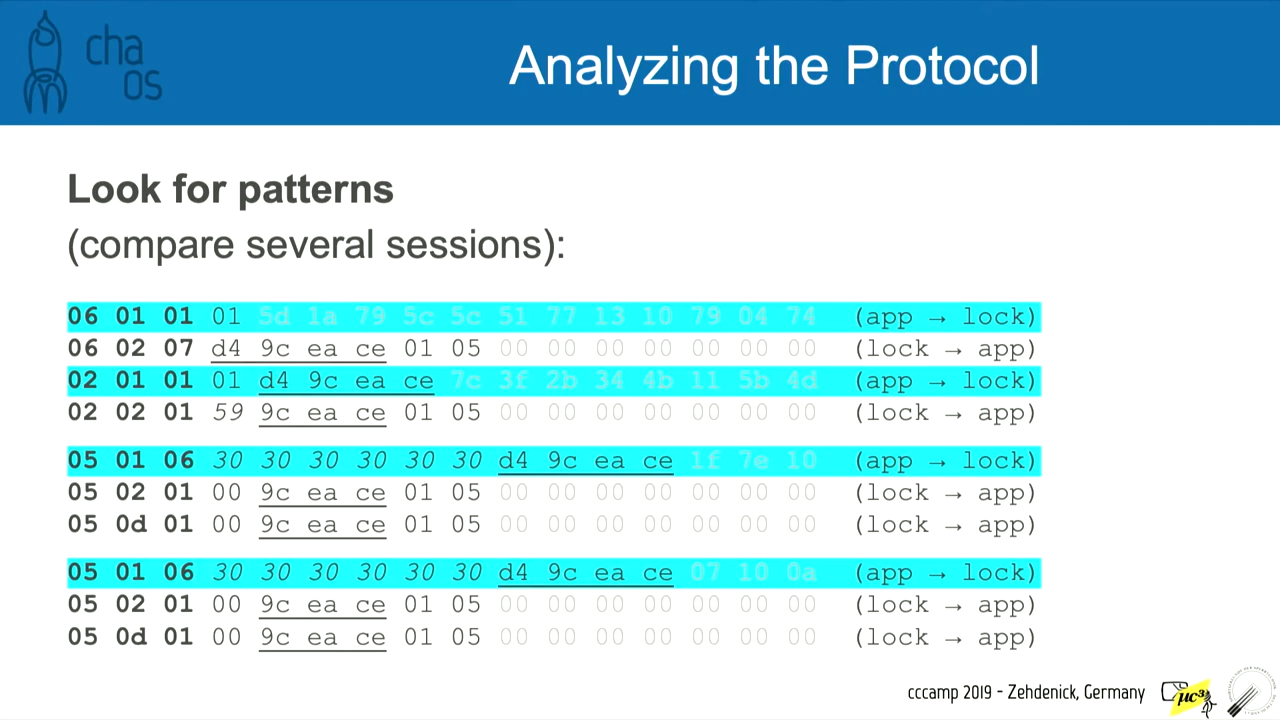 cha
os
Analyzing the Protocol
Look for patterns
(compare several sessions):
06 01 01 01 5d 1a 79 5c 5c 51 77 13 10 79 04 74 (app → lock)
06 02 07 d4 9c ea ce 01 05 00 00 00 00 00 00 00 (lock → app)
02 01 01 01 d4 9c ea ce 7c 3f 2b 34 4b 11 5b 4d (app → lock)
02 02 01 59 9c ea ce 01 05 00 00 00 00 00 00 00 (lock → app)
05 01 06 30 30 30 30 30 30 d4 9c ea ce 1f 7e 10 (app → lock)
05 02 01 00 9c ea ce 01 05 00 00 00 00 00 00 00 (lock → app)
05 0d 01 00 9c ea ce 01 05 00 00 00 00 00 00 00 (lock → app)
05 01 06 30 30 30 30 30 30 d4 9c ea ce 07 10 0a (app → lock)
05 02 01 00 9c ea ce 01 05 00 00 00 00 00 00 00 (lock → app)
05 0d 01 00 9c ea ce 01 05 00 00 00 00 00 00 00 (lock → app)
cccamp 2019 - Zehdenick, Germany
µc³